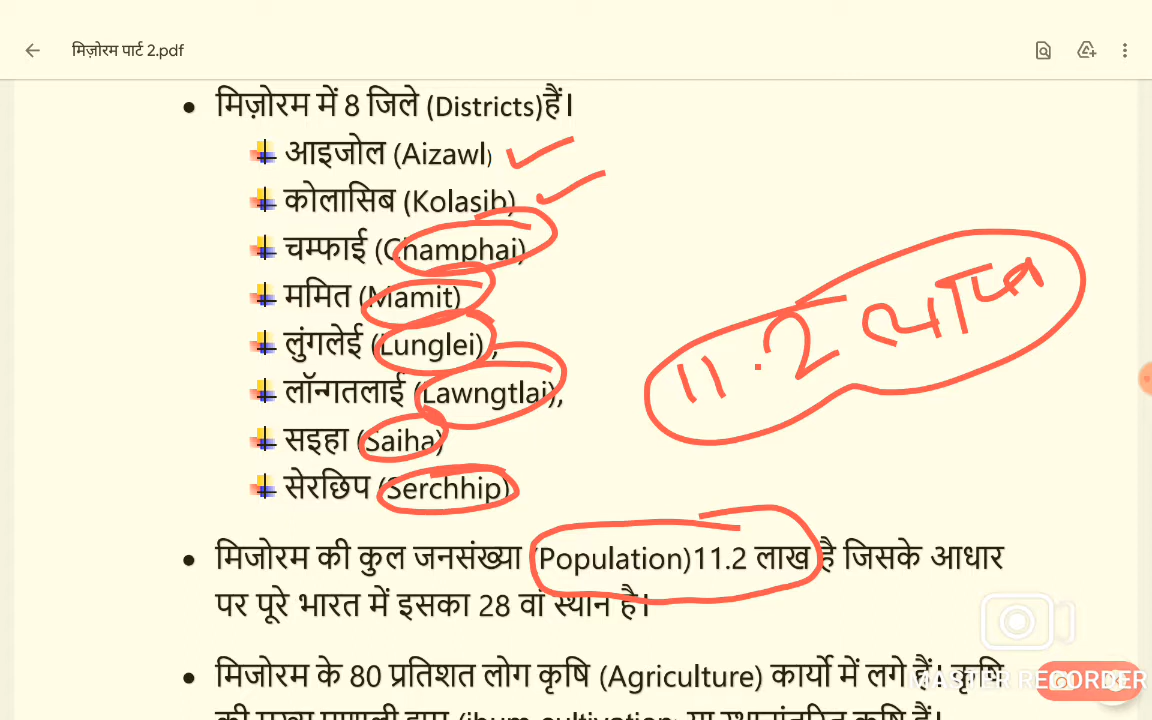 मिज़ोरम पार्ट 2.pdf
• मिज़ोरम में 8 जिले (Districts)हैं।
आइजोल (Aizawl)
कोलासिब (Kolasib)
चम्फाई (Champhai)
ममित (Mamit)
लुंगलेई (Lunglei),
लॉन्गतलाई (Lawngtlai),
सइहा (Saiha)
सेरछिप (Serchhip)
11.2 लाख
• मिजोरम की कुल जनसंख्या (Population)11.2 लाख है जिसके आधार
पर पूरे भारत में इसका 28 वां स्थान है।
• मिजोरम के 80 प्रतिशत लोग कृषि (Agriculture) कार्यो में लगे हैं। कृषि
MASTER RECORDER